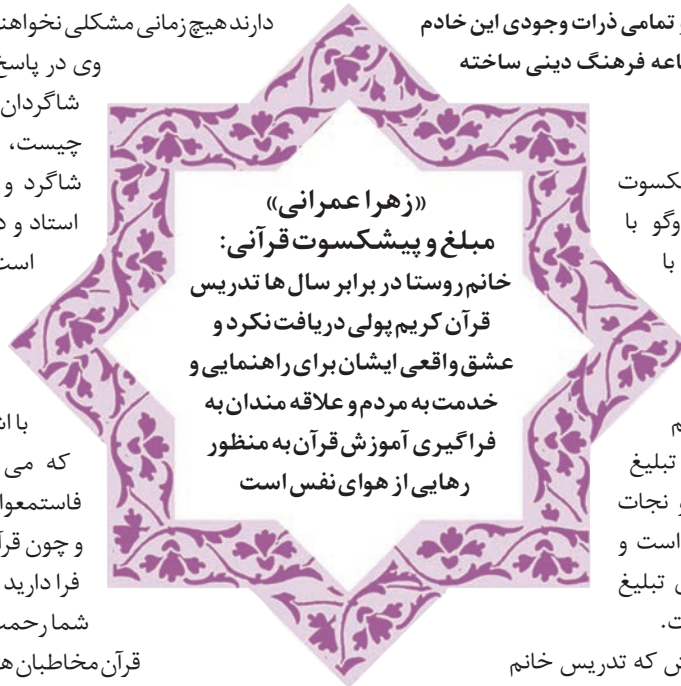 و تمامی ذرات وجودی این خادم
اعه فرهنگ دینی ساخته
کسوت
وگو با
با
م
تبلیغ
و نجات
است و
تبلیغ
ت.
ش که تدریس خانم
«زهرا عمرانی»
مبلغ و پیشکسوت قرآنی:
خانم روستا در برابر سال ها تدریس
قرآن کریم پولی دریافت نکرد و
عشق واقعی ایشان برای راهنمایی و
خدمت به مردم و علاقه مندان به
فراگیری آموزش قرآن به منظور
رهایی از هوای نفس است
دارند هیچ زمانی مشکلی نخواهن
وی در پاسخ
شاگردان
چیست،
شاگرد و
استاد و د
است
با اش
که می
فاستمعوا
و چون قرآ
فرا دارید
شما رحمت
قرآن مخاطبان ه